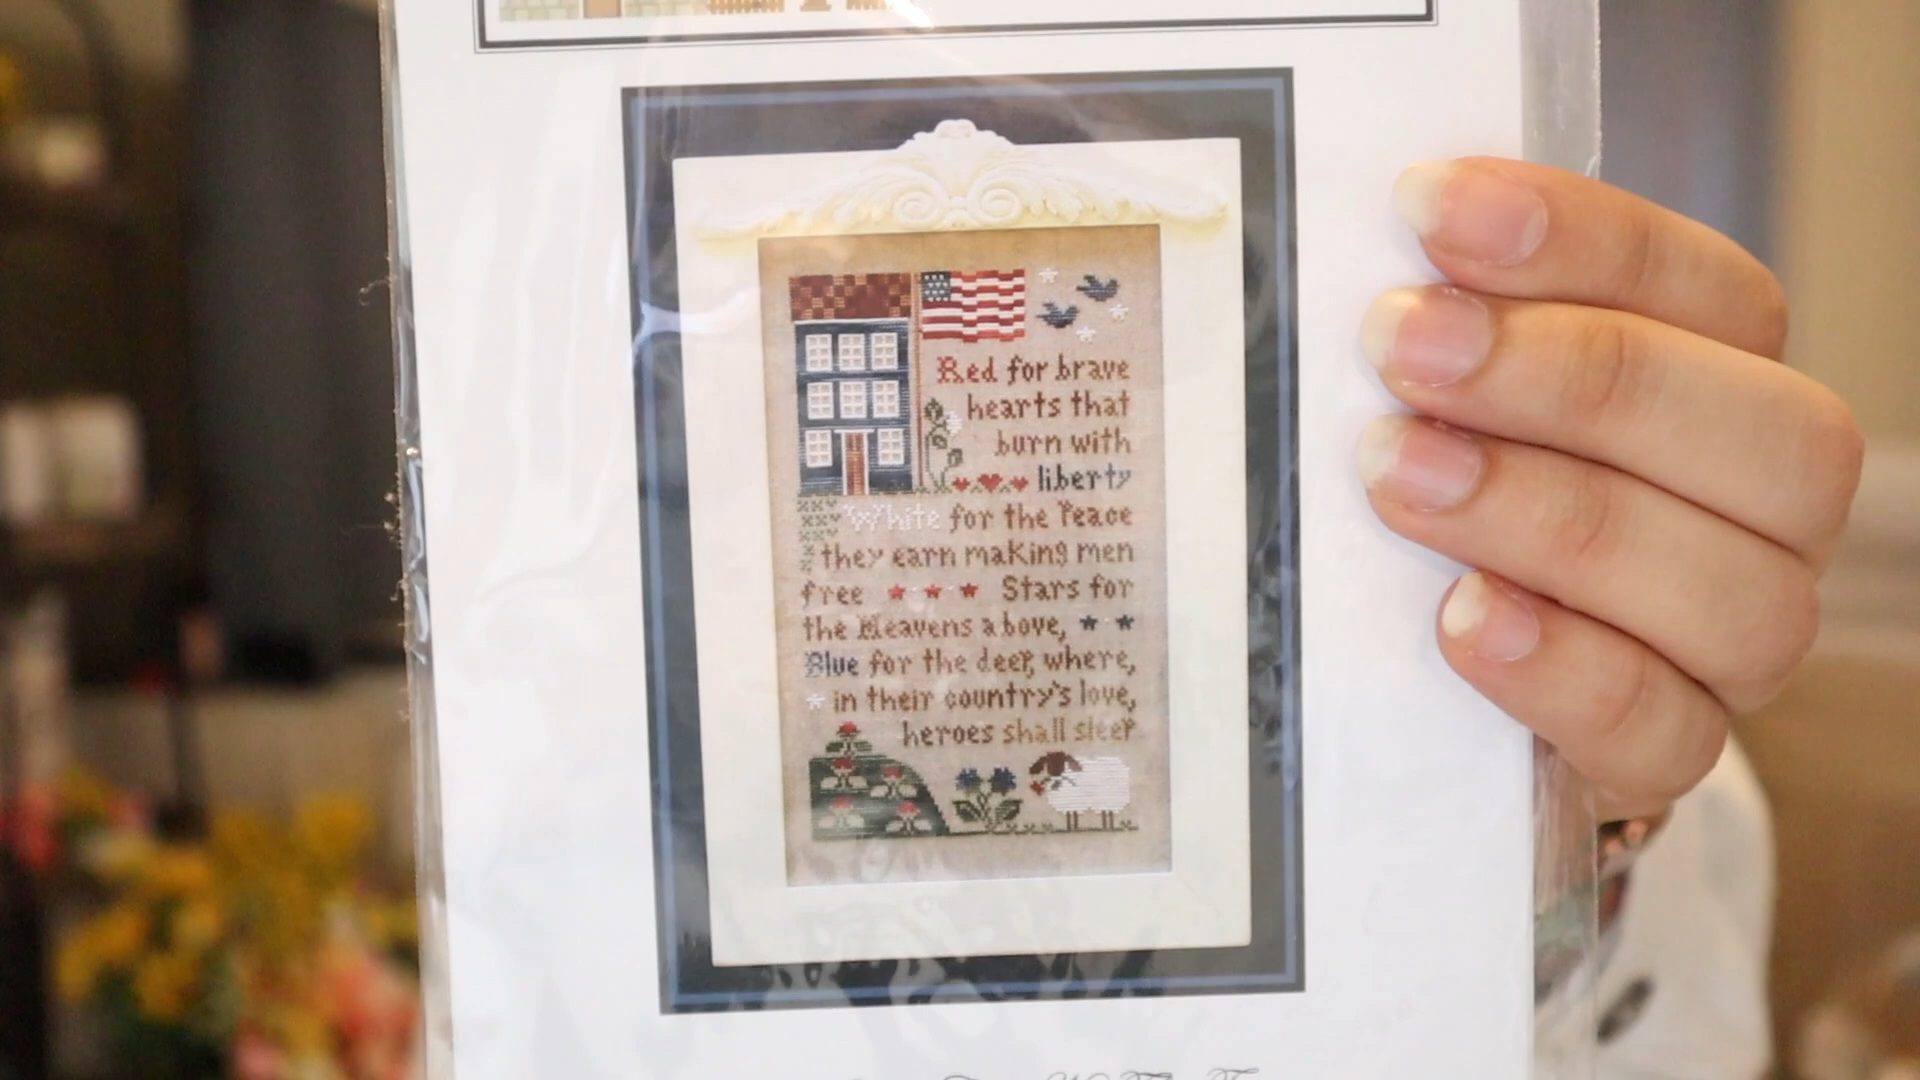 Red for brave
hearts that
burn with
liberty
White for the Peace
they earn making men
free Stars for
the Heavens above,
Blue for the deep, where,
in their country's love,
heroes shall sleep